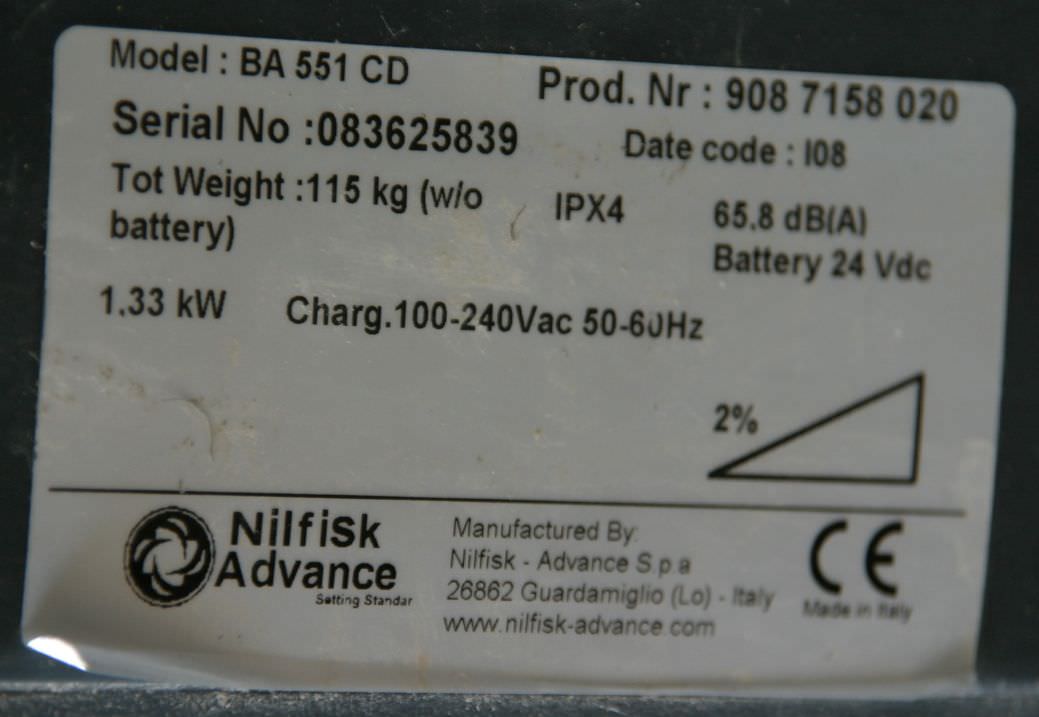 Model : BA 551 CD
Prod. Nr : 908 7158 020
Serial No :083625839
Date code : I08
Tot Weight :115 kg (w/o
battery)
IPX4
65.8 dB(A)
Battery 24 Vdc
1.33 kW
Charg.100-240Vac 50-60Hz
2%
Nilfisk
Advance
Setting Standar
Manufactured By:
Nilfisk - Advance S.p.a
26862 Guardamiglio (Lo) - Italy
www.nilfisk-advance.com
CE
Made in Italy